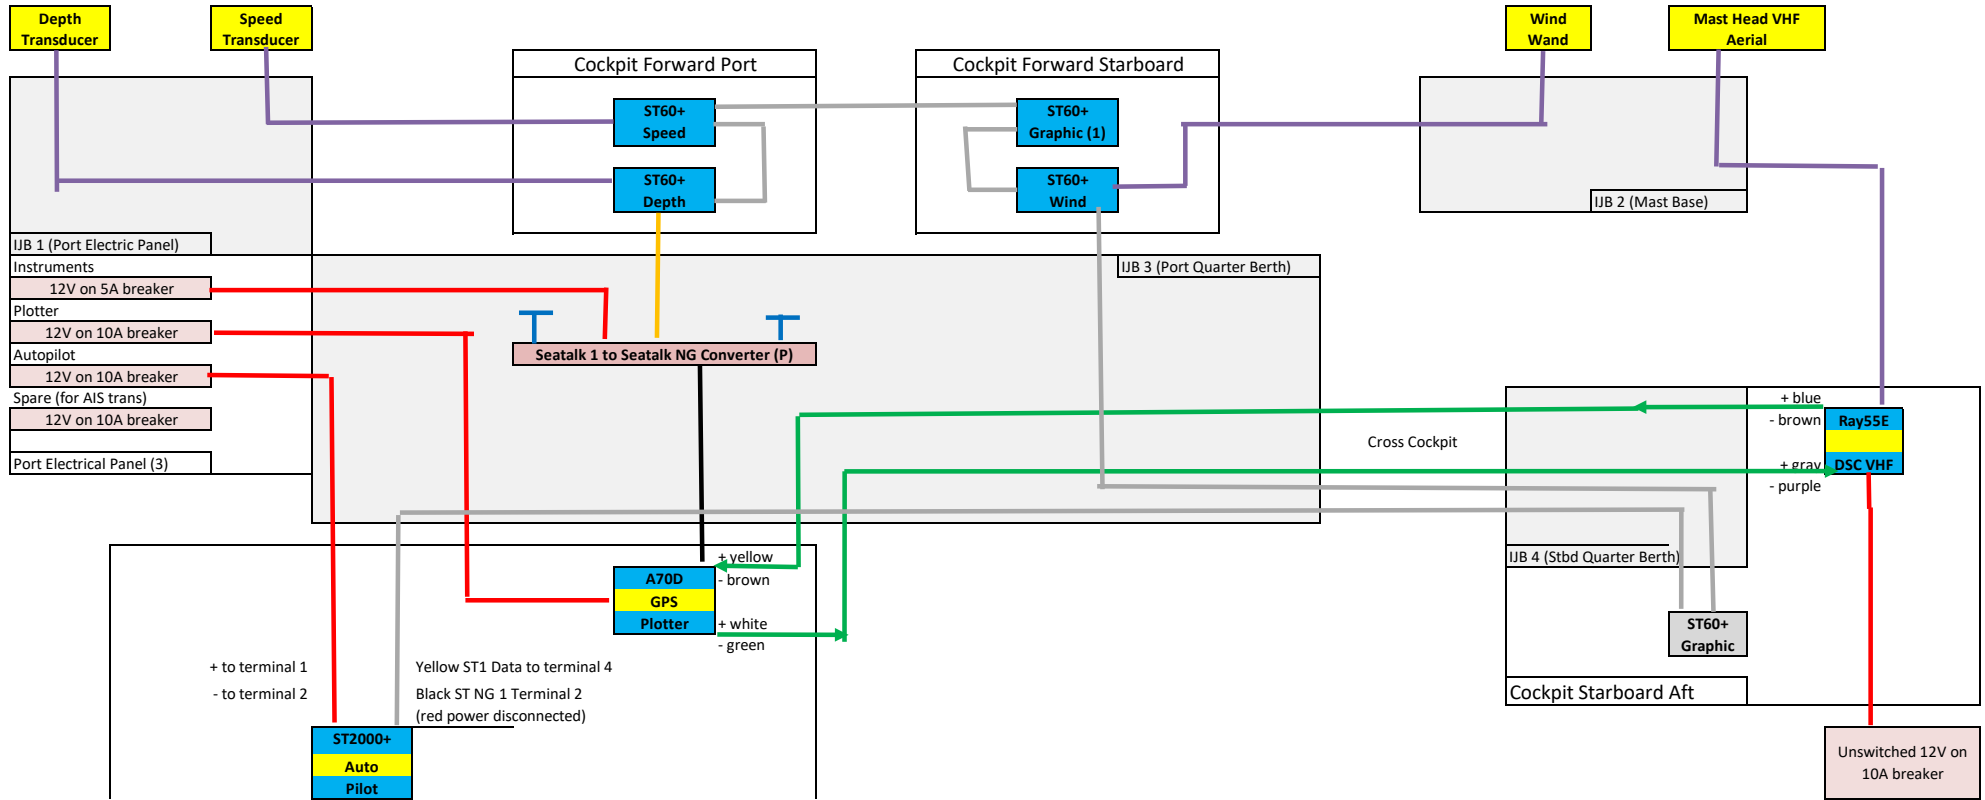 Depth
Transducer
Speed
Transducer
Wind
Wand
Mast Head VHF
Aerial
Cockpit Forward Port
Cockpit Forward Starboard
ST60+
Speed
ST60+
Graphic (1)
ST60+
Depth
ST60+
Wind
IJB 2 (Mast Base)
IJB 1 (Port Electric Panel)
Instruments
12V on 5A breaker
Plotter
12V on 10A breaker
Autopilot
12V on 10A breaker
Spare (for AIS trans)
12V on 10A breaker
Port Electrical Panel (3)
IJB 3 (Port Quarter Berth)
Seatalk 1 to Seatalk NG Converter (P)
+ blue
- brown
Ray55E
DSC VHF
+ gray
- purple
Cross Cockpit
IJB 4 (Stbd Quarter Berth)
+ yellow
- brown
A70D
GPS
Plotter
+ white
- green
ST60+
Graphic
Cockpit Starboard Aft
+ to terminal 1
- to terminal 2
Yellow ST1 Data to terminal 4
Black ST NG 1 Terminal 2
(red power disconnected)
ST2000+
Auto
Pilot
Unswitched 12V on
10A breaker